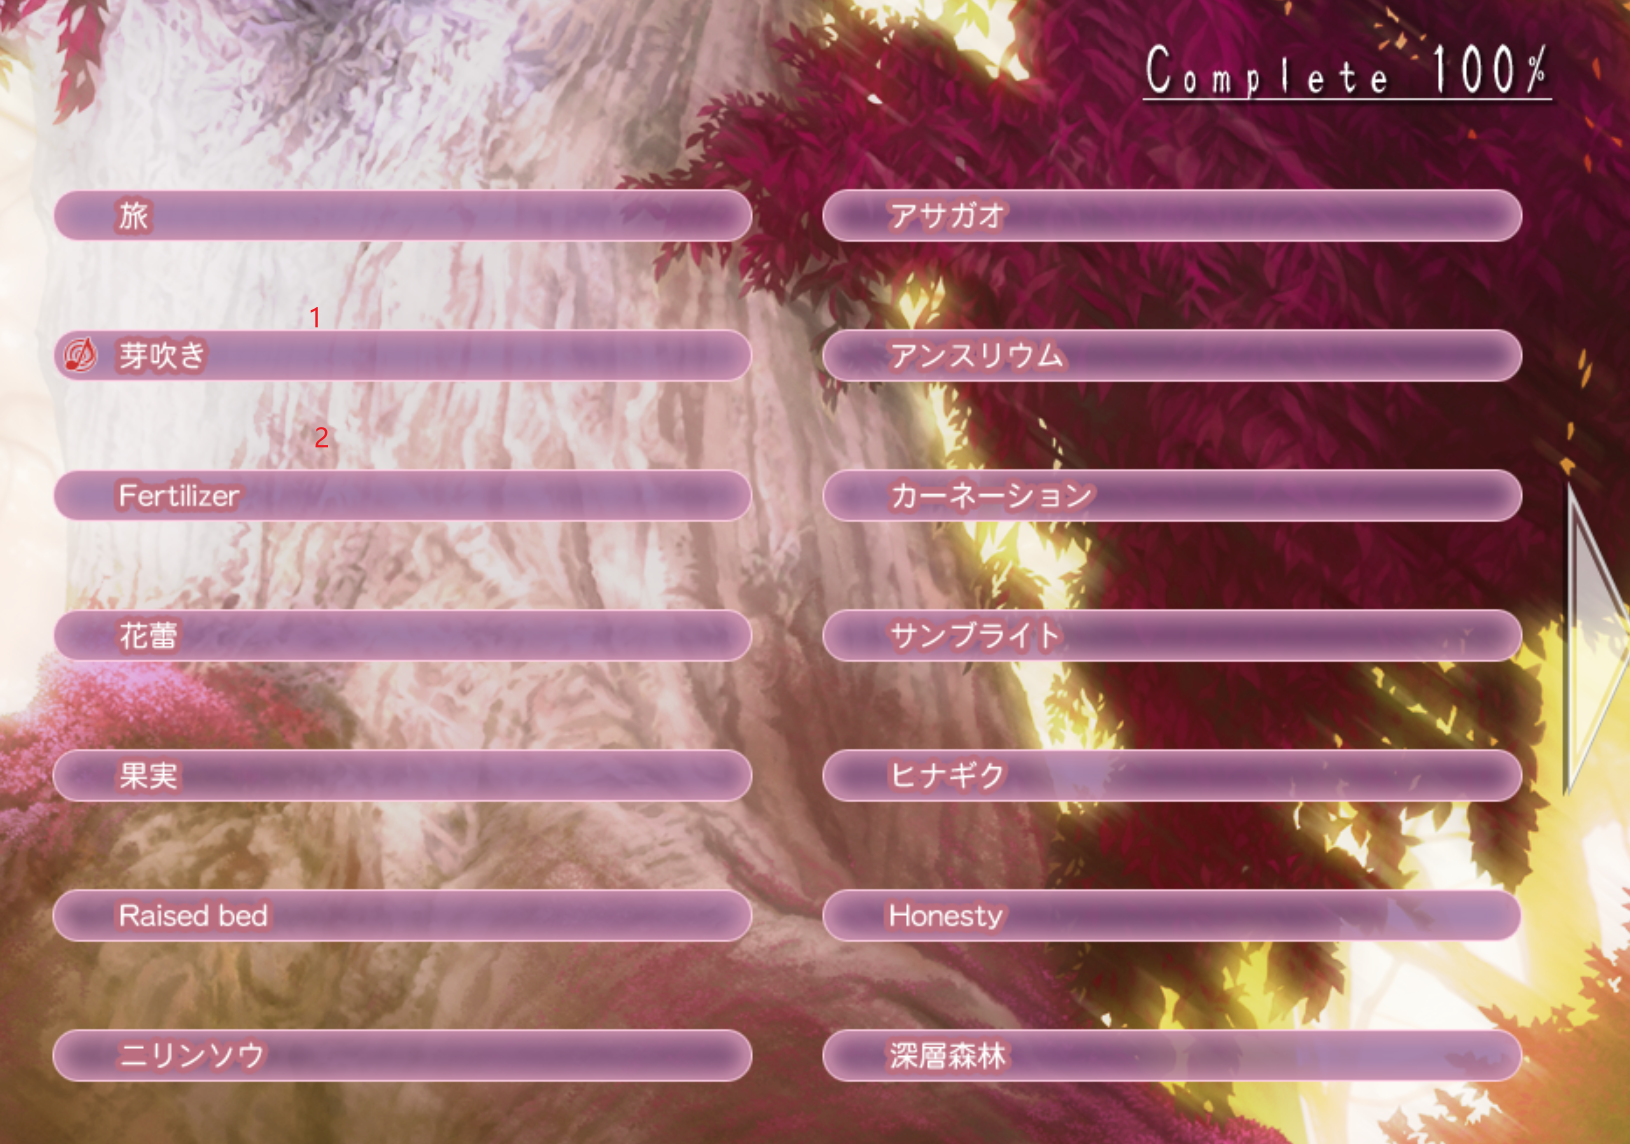 Complete 100%
旅
1
芽吹き
2
Fertilizer
花蕾
果実
Raised bed
ニリンソウ
アサガオ
アンスリウム
カーネーション
サンブライト
ヒナギク
Honesty
深層森林